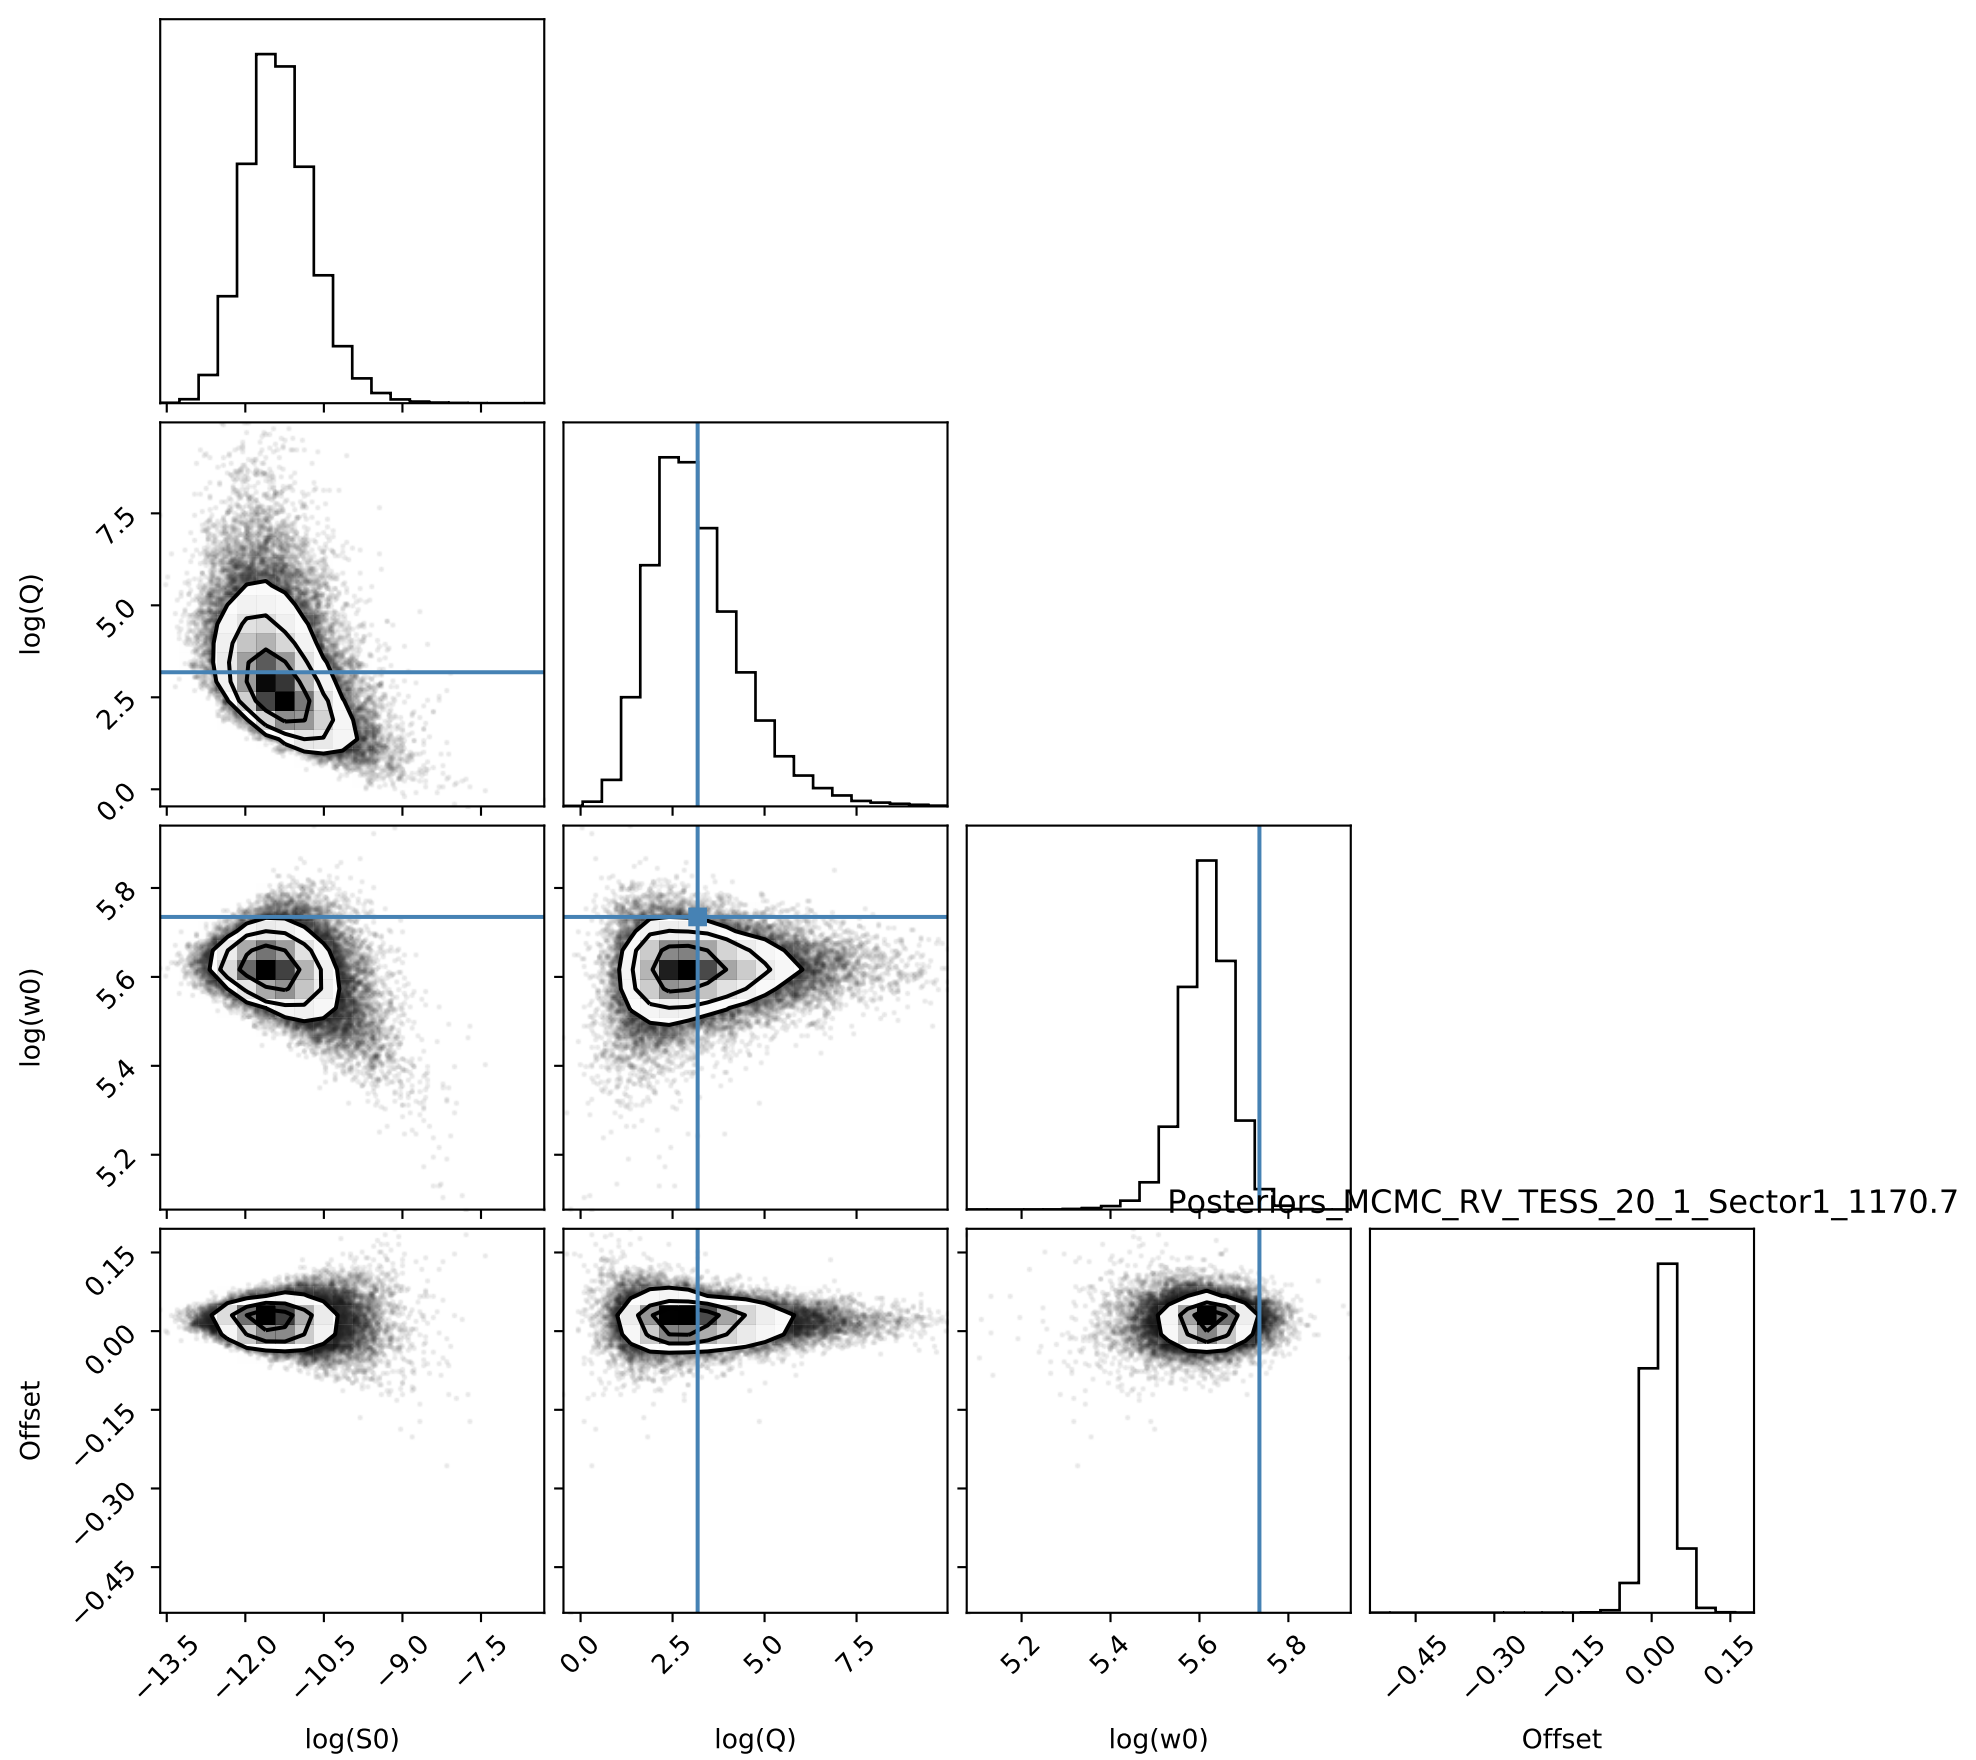 log(Q)
7.5
5.0
2.5
0.0
log(w0)
5.8
5.6
5.4
5.2
Posteriors_MCMC_RV_TESS_20_1_Sector1_1170.7
Offset
0.15
0.00
−0.15
−0.30
−0.45
−13.5 −12.0 −10.5 −9.0 −7.5 0.0 2.5 5.0 7.5 5.2 5.4 5.6 5.8 −0.45 −0.30 −0.15 0.00 0.15
log(S0) log(Q) log(w0) Offset